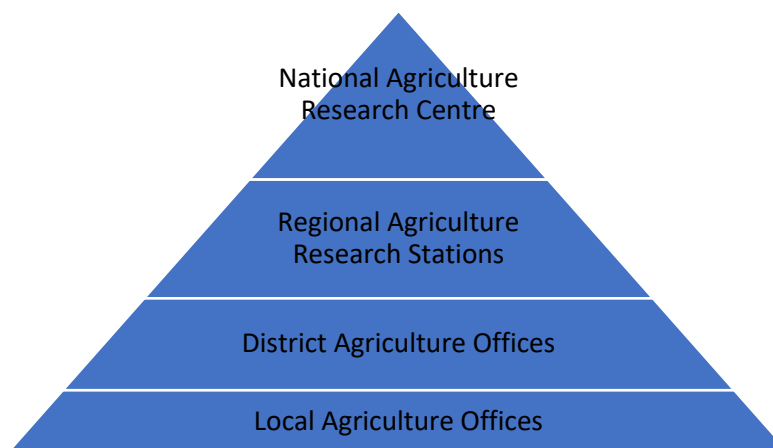 National Agriculture
Research Centre
Regional Agriculture
Research Stations
District Agriculture Offices
Local Agriculture Offices